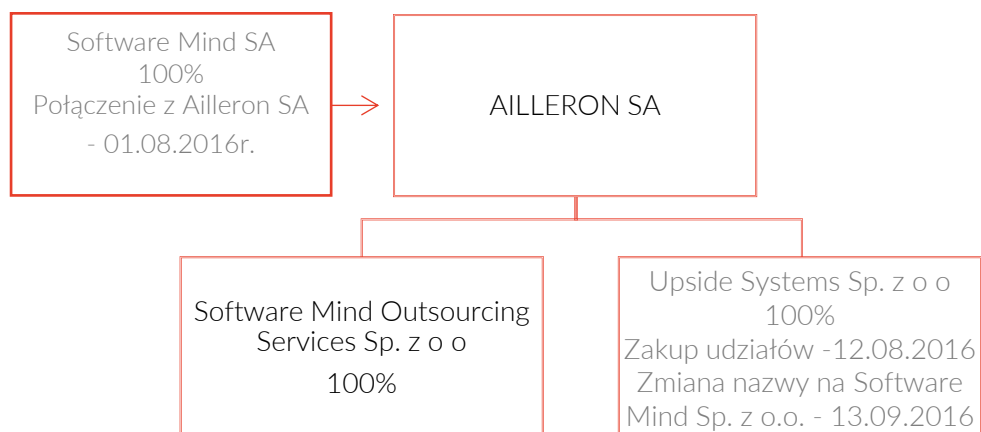 Software Mind SA
100%
Połączenie z Ailleron SA
- 01.08.2016r.
AILLERON SA
Software Mind Outsourcing
Services Sp. z o o
100%
Upside Systems Sp. z o o
100%
Zakup udziałów -12.08.2016
Zmiana nazwy na Software
Mind Sp. z o.o. - 13.09.2016